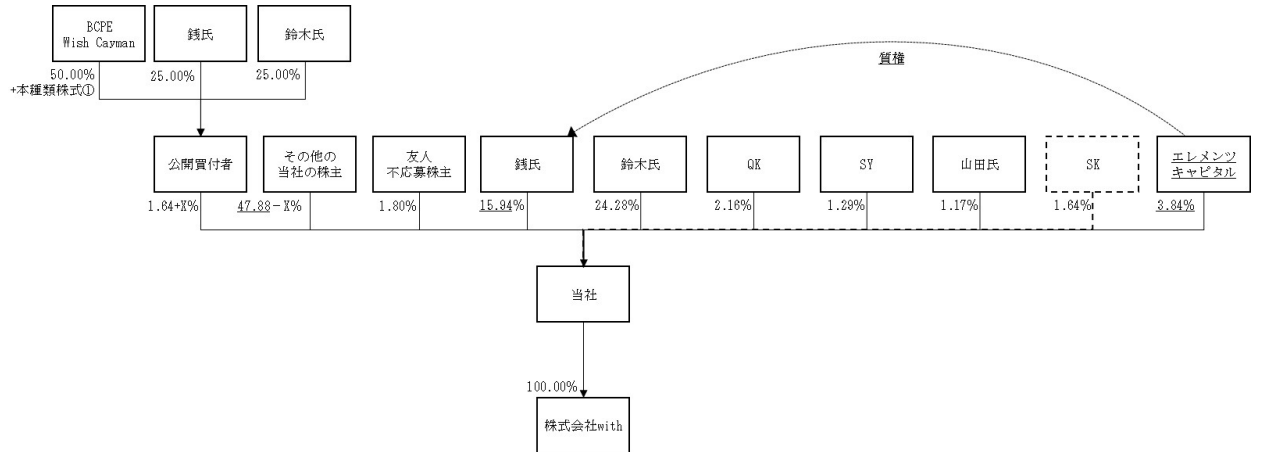 BCPE
Wish Cayman
銭氏
鈴木氏
50.00%
+本種類株式①
25.00%
25.00%
質権
公開買付者
その他の
当社の株主
友人
不応募株主
銭氏
鈴木氏
QK
SY
山田氏
SK
エレメンツ
キャピタル
1.64+X%
47.88-X%
1.80%
15.94%
24.28%
2.16%
1.29%
1.17%
1.64%
3.84%
当社
100.00%
株式会社with